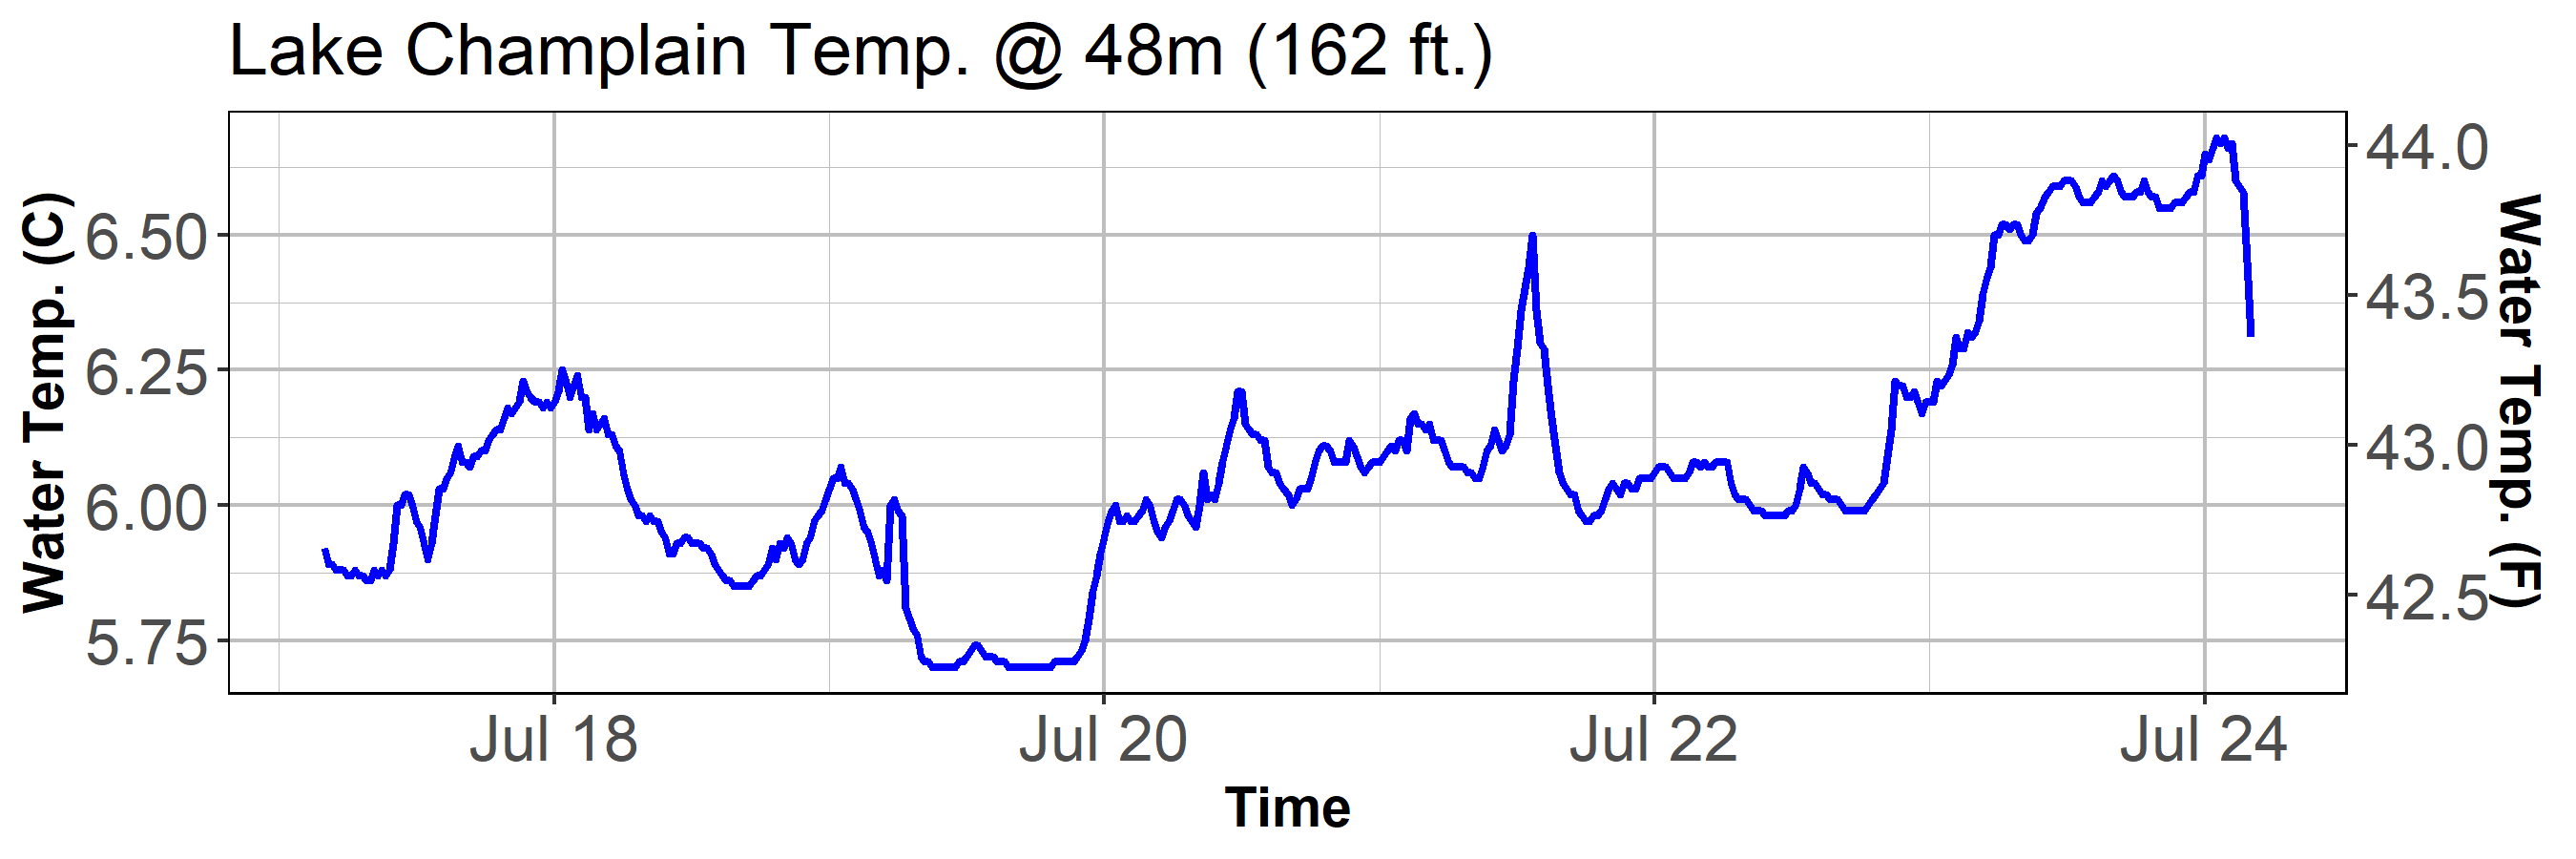 Lake Champlain Temp. @ 48m (162 ft.)
Water Temp. (C)
6.50
6.25
6.00
5.75
44.0
43.5
43.0
42.5
Water Temp. (F)
Jul 18
Jul 20
Jul 22
Jul 24
Time